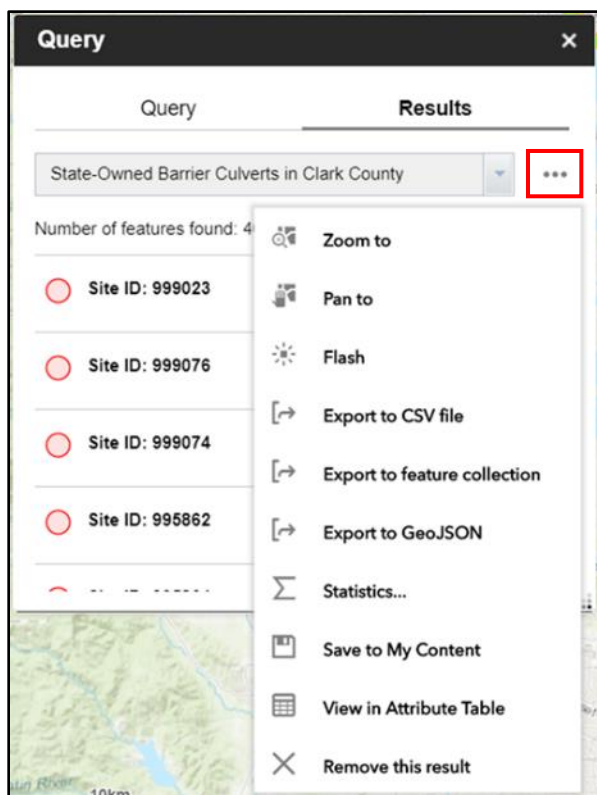 Query
Query Results
State-Owned Barrier Culverts in Clark County
Number of features found:
Site ID: 999023
Site ID: 999076
Site ID: 999074
Site ID: 995862
Zoom to
Pan to
Flash
Export to CSV file
Export to feature collection
Export to GeoJSON
Statistics...
Save to My Content
View in Attribute Table
Remove this result
River
10km